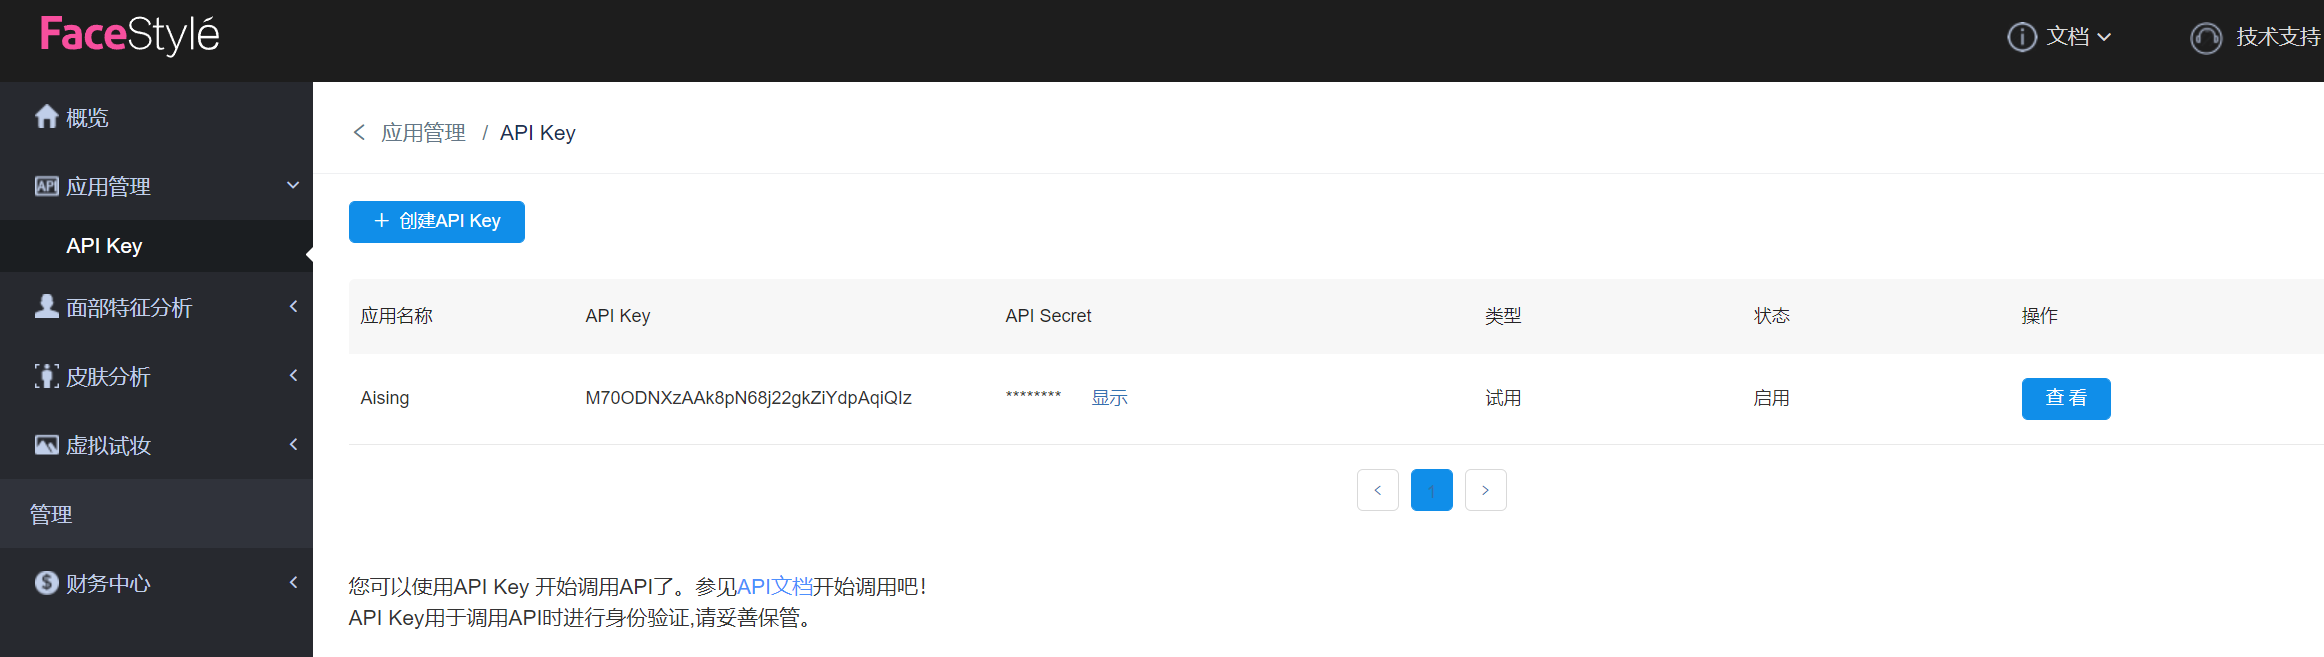 FaceStylé
文档
技术支持
概览
应用管理
API Key
面部特征分析
皮肤分析
虚拟试妆
管理
财务中心
应用管理 / API Key
+ 创建API Key
应用名称 API Key API Secret 类型 状态 操作
Aising M70ODNXzAAk8pN68j22gkZiYdpAqiQIz ******** 显示 试用 启用 查 看
< 1 >
您可以使用API Key 开始调用API了。参见API文档开始调用吧!
API Key用于调用API时进行身份验证,请妥善保管。